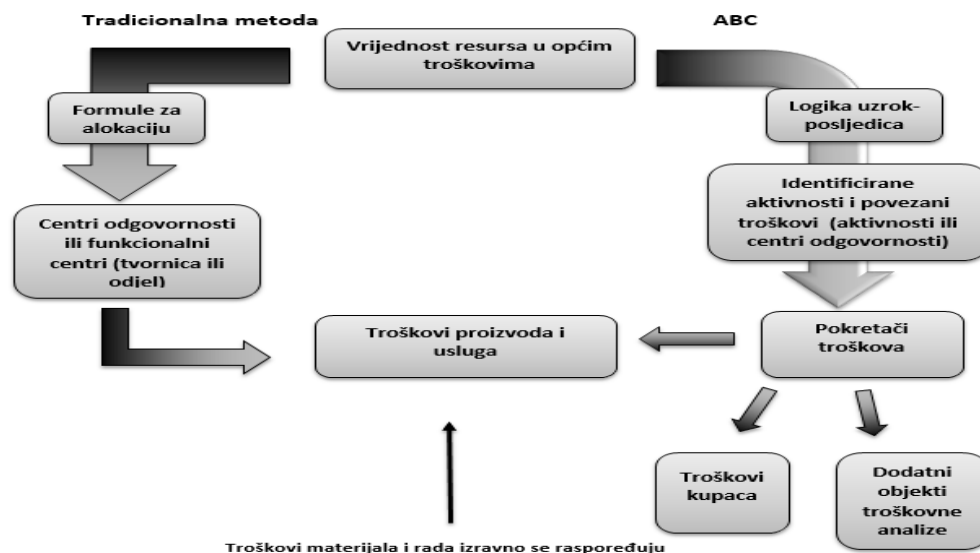 Tradicionalna metoda
ABC
Vrijednost resursa u općim
troškovima
Formule za
alokaciju
Logika uzrok-
posljedica
Centri odgovornosti
ili funkcionalni
centri (tvornica ili
odjel)
Identificirane
aktivnosti i povezani
troškovi (aktivnosti ili
centri odgovornosti)
Troškovi proizvoda i
usluga
Pokretači
troškova
Troškovi
kupaca
Dodatni
objekti
troškovne
analize
Troškovi materijala i rada izravno se raspoređuju